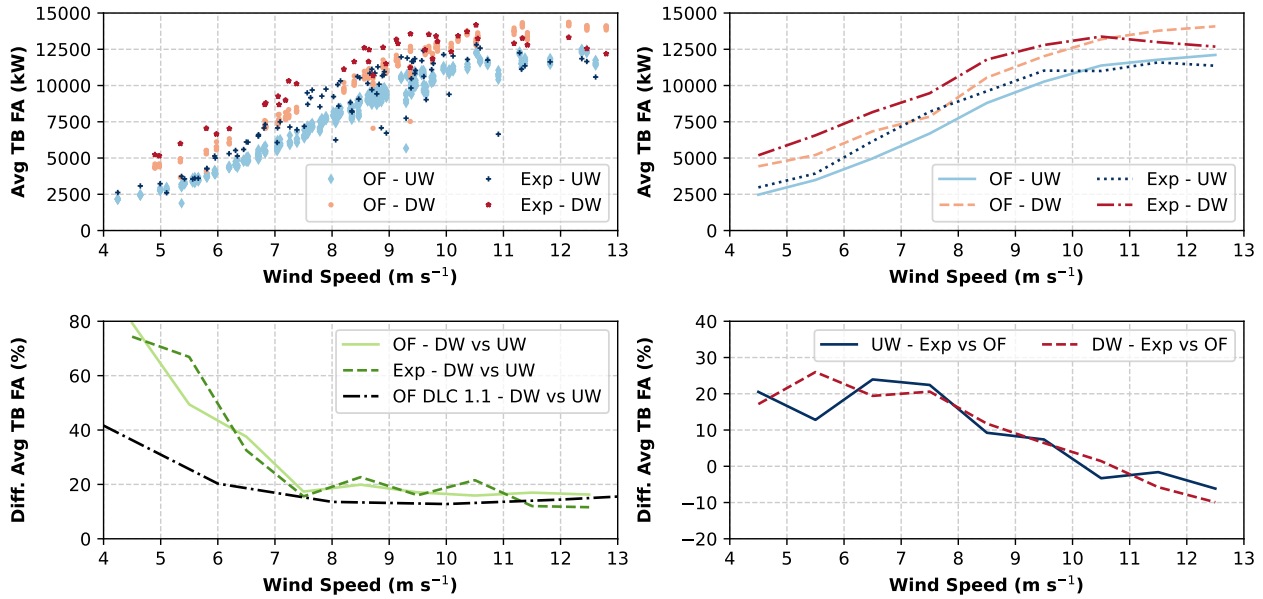 15000
12500
10000
7500
5000
2500
0
Avg TB FA (kW)
OF - UW
OF - DW
Exp - UW
Exp - DW
4 5 6 7 8 9 10 11 12 13
Wind Speed (m s⁻¹)
15000
12500
10000
7500
5000
2500
0
Avg TB FA (kW)
OF - UW
OF - DW
Exp - UW
Exp - DW
4 5 6 7 8 9 10 11 12 13
Wind Speed (m s⁻¹)
80
60
40
20
0
Diff. Avg TB FA (%)
OF - DW vs UW
Exp - DW vs UW
OF DLC 1.1 - DW vs UW
4 5 6 7 8 9 10 11 12 13
Wind Speed (m s⁻¹)
40
30
20
10
0
−10
−20
Diff. Avg TB FA (%)
UW - Exp vs OF
DW - Exp vs OF
4 5 6 7 8 9 10 11 12 13
Wind Speed (m s⁻¹)